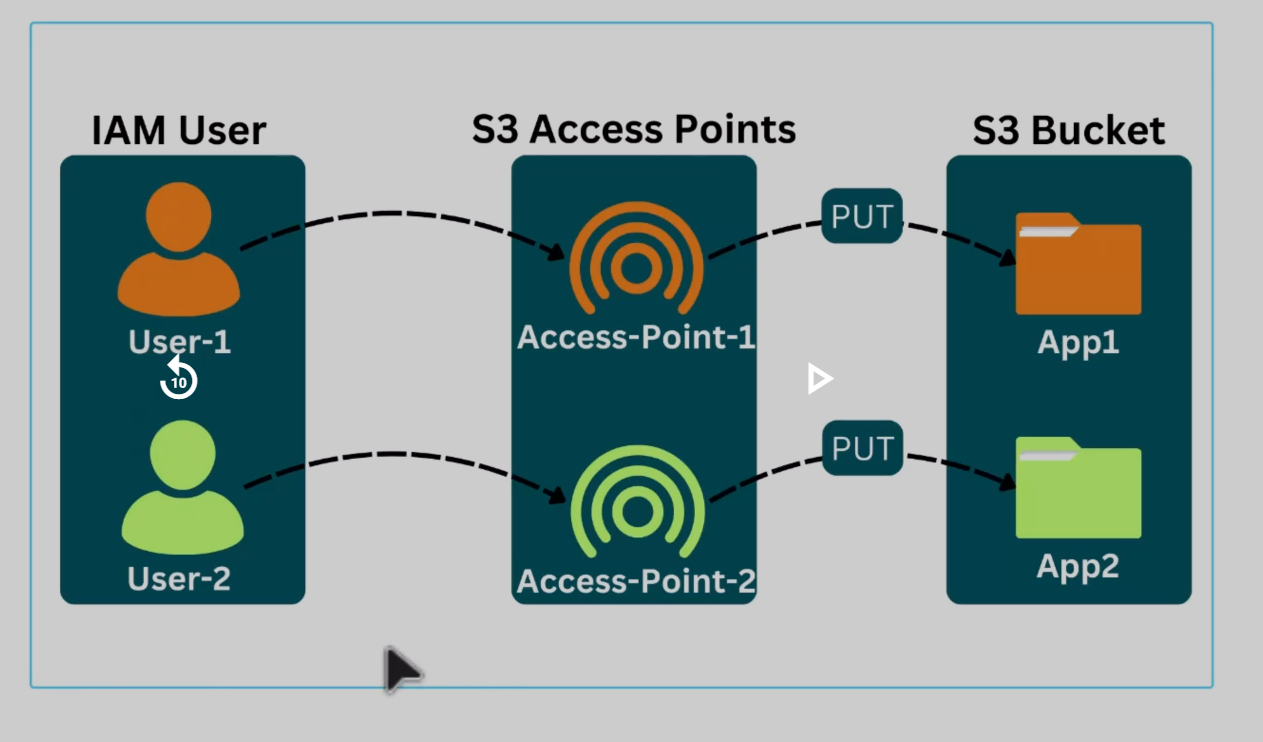 IAM User
S3 Access Points
S3 Bucket
PUT
User-1
Access-Point-1
App1
10
PUT
User-2
Access-Point-2
App2